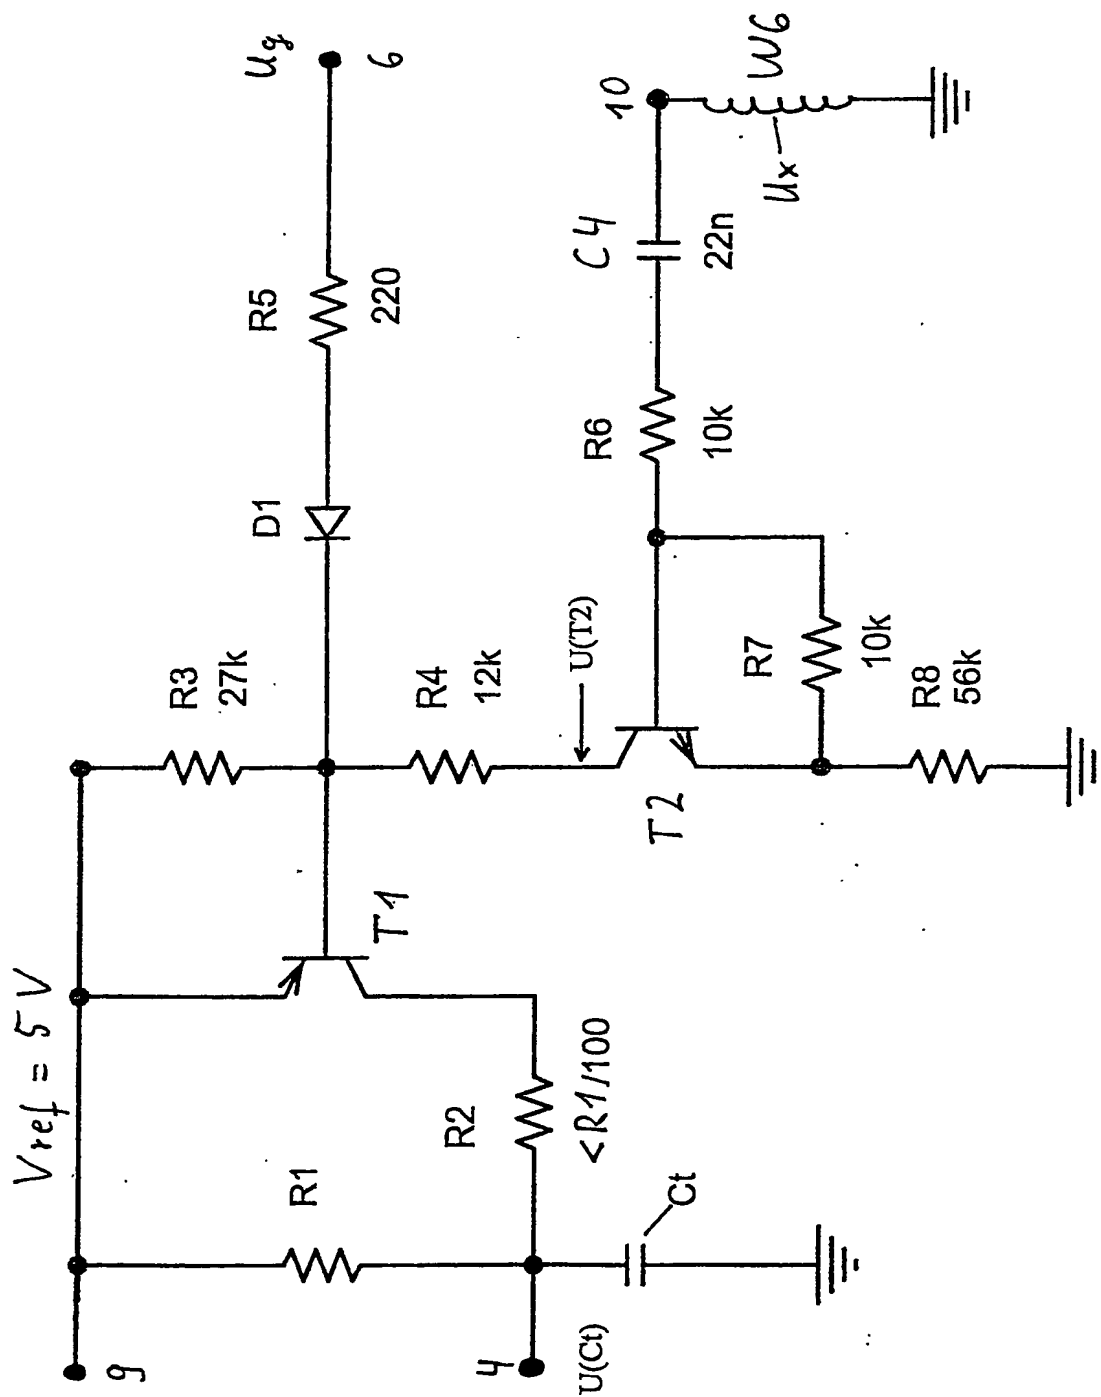 Vref = 5 V
9
R1
R2
<R1/100
4
U(Ct)
Ct
T1
R3
27k
R4
12k
U(T2)
T2
R7
10k
R8
56k
D1
R5
220
Ug
6
R6
10k
C4
22n
10
Ux
W6